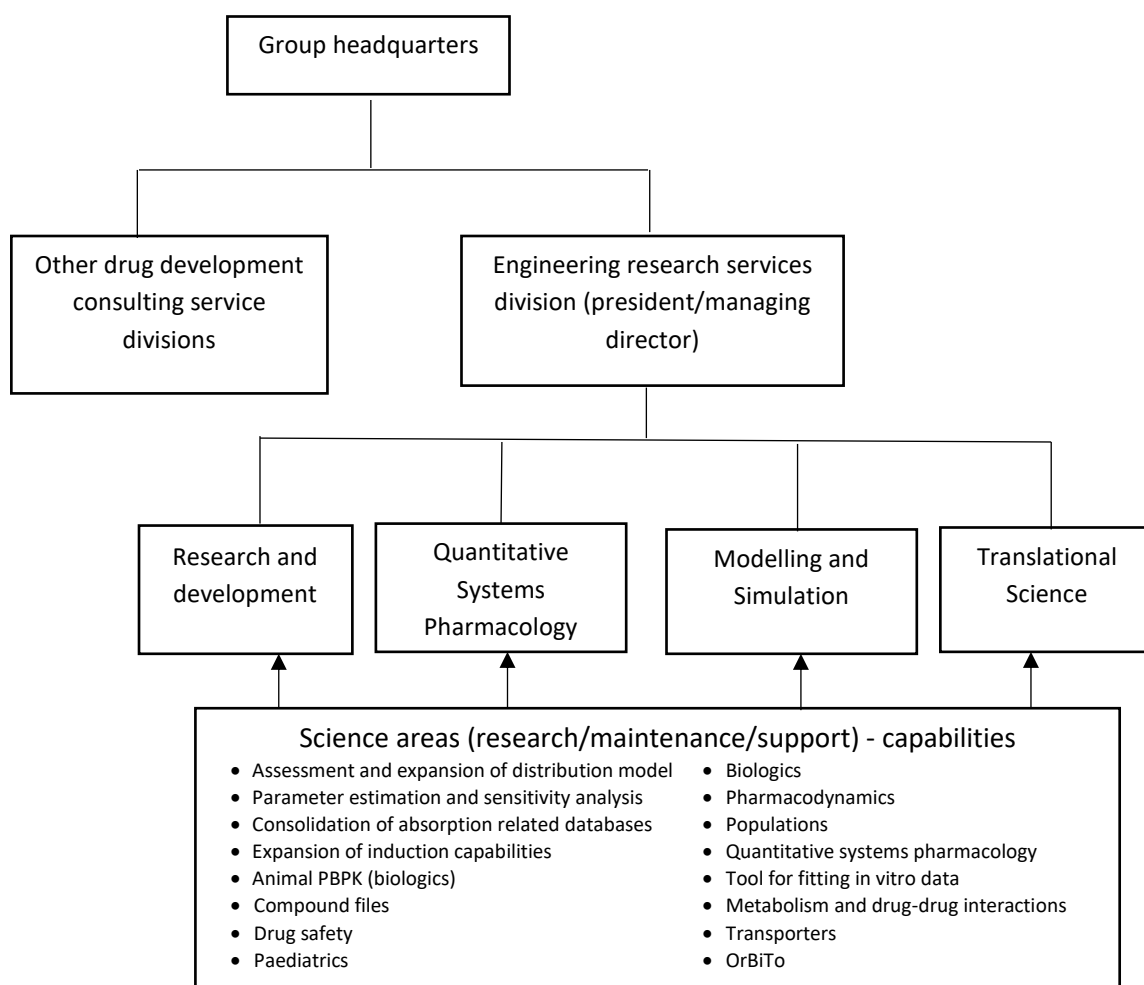 Group headquarters
Other drug development
consulting service
divisions
Engineering research services
division (president/managing
director)
Research and
development
Quantitative
Systems
Pharmacology
Modelling and
Simulation
Translational
Science
Science areas (research/maintenance/support) - capabilities
• Assessment and expansion of distribution model
• Parameter estimation and sensitivity analysis
• Consolidation of absorption related databases
• Expansion of induction capabilities
• Animal PBPK (biologics)
• Compound files
• Drug safety
• Paediatrics
• Biologics
• Pharmacodynamics
• Populations
• Quantitative systems pharmacology
• Tool for fitting in vitro data
• Metabolism and drug-drug interactions
• Transporters
• OrBiTo